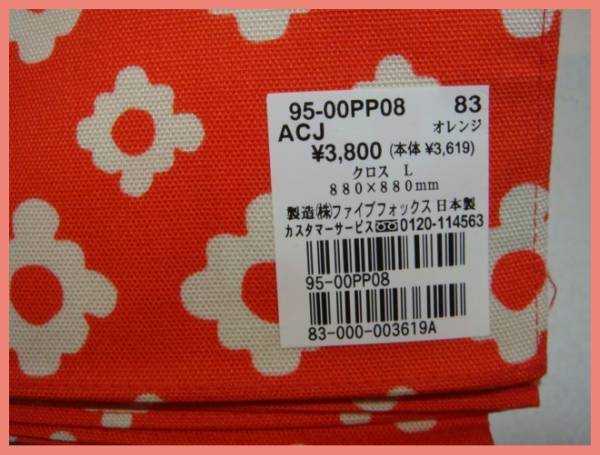 95-00PP08 83
ACJ オレンジ
¥3,800 (本体 ¥3,619)
クロス L
880×880mm
製造㈱ファイブフォックス 日本製
カスタマーサービス 0120-114563
95-00PP08
83-000-003619A